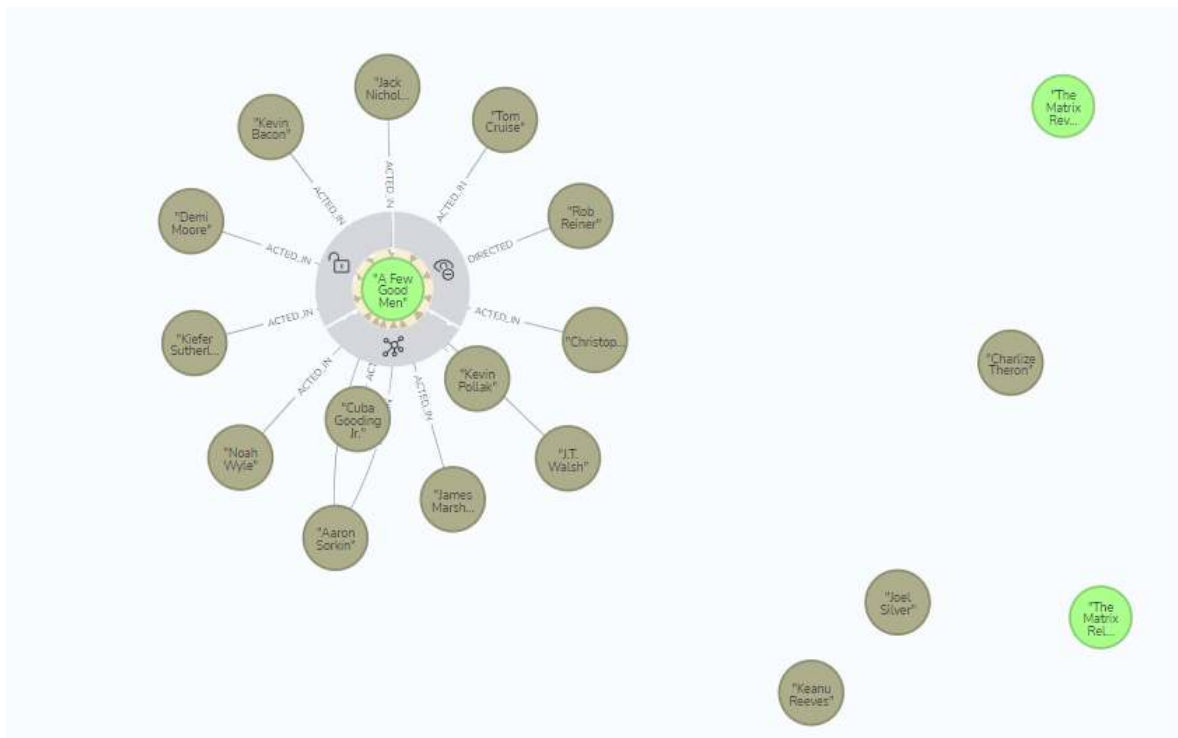 "Jack
Nichol...
"Tom
Cruise"
"Kevin
Bacon"
"The
Matrix
Rev...
ACTED_IN
ACTED_IN
ACTED_IN
"Demi
Moore"
"Rob
Reiner"
ACTED_IN
DIRECTED
"A Few
Good
Men"
ACTED_IN
ACTED_IN
"Kiefer
Sutherl...
"Christop...
"Charlize
Theron"
ACTED_IN
ACTED_IN
"Kevin
Pollak"
"Cuba
Gooding
Jr."
"Noah
Wyle"
"J.T.
Walsh"
"James
Marsh...
"Aaron
Sorkin"
"Joel
Silver"
"The
Matrix
Rel...
"Keanu
Reeves"